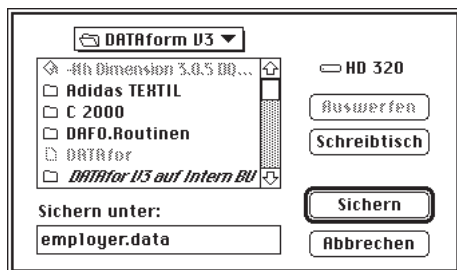 DATAform V3
-4th Dimension 3.0.5 DD...
Adidas TEXTIL
C 2000
DAFO.Routinen
DATAfor
DATAfor V3 auf Intern BU
HD 320
Auswerfen
Schreibtisch
Sichern unter:
employer.data
Sichern
Abbrechen